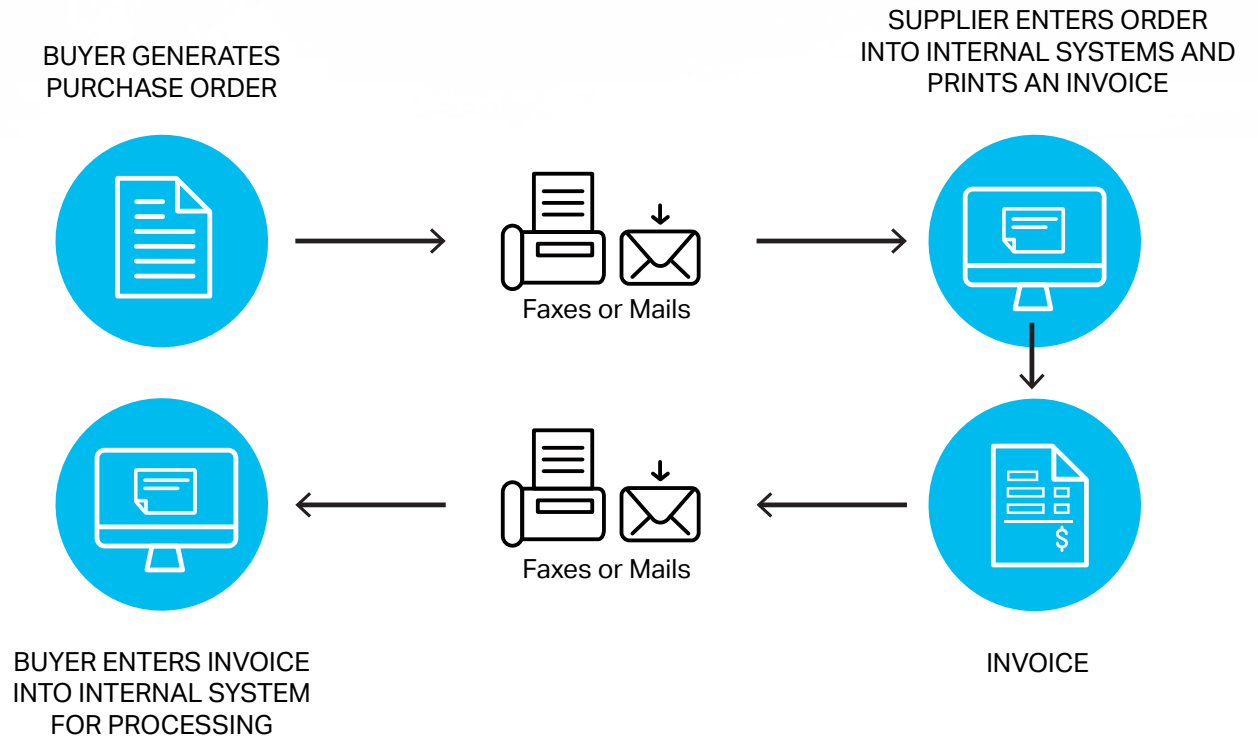 BUYER GENERATES
PURCHASE ORDER
SUPPLIER ENTERS ORDER
INTO INTERNAL SYSTEMS AND
PRINTS AN INVOICE
Faxes or Mails
Faxes or Mails
$
BUYER ENTERS INVOICE
INTO INTERNAL SYSTEM
FOR PROCESSING
INVOICE